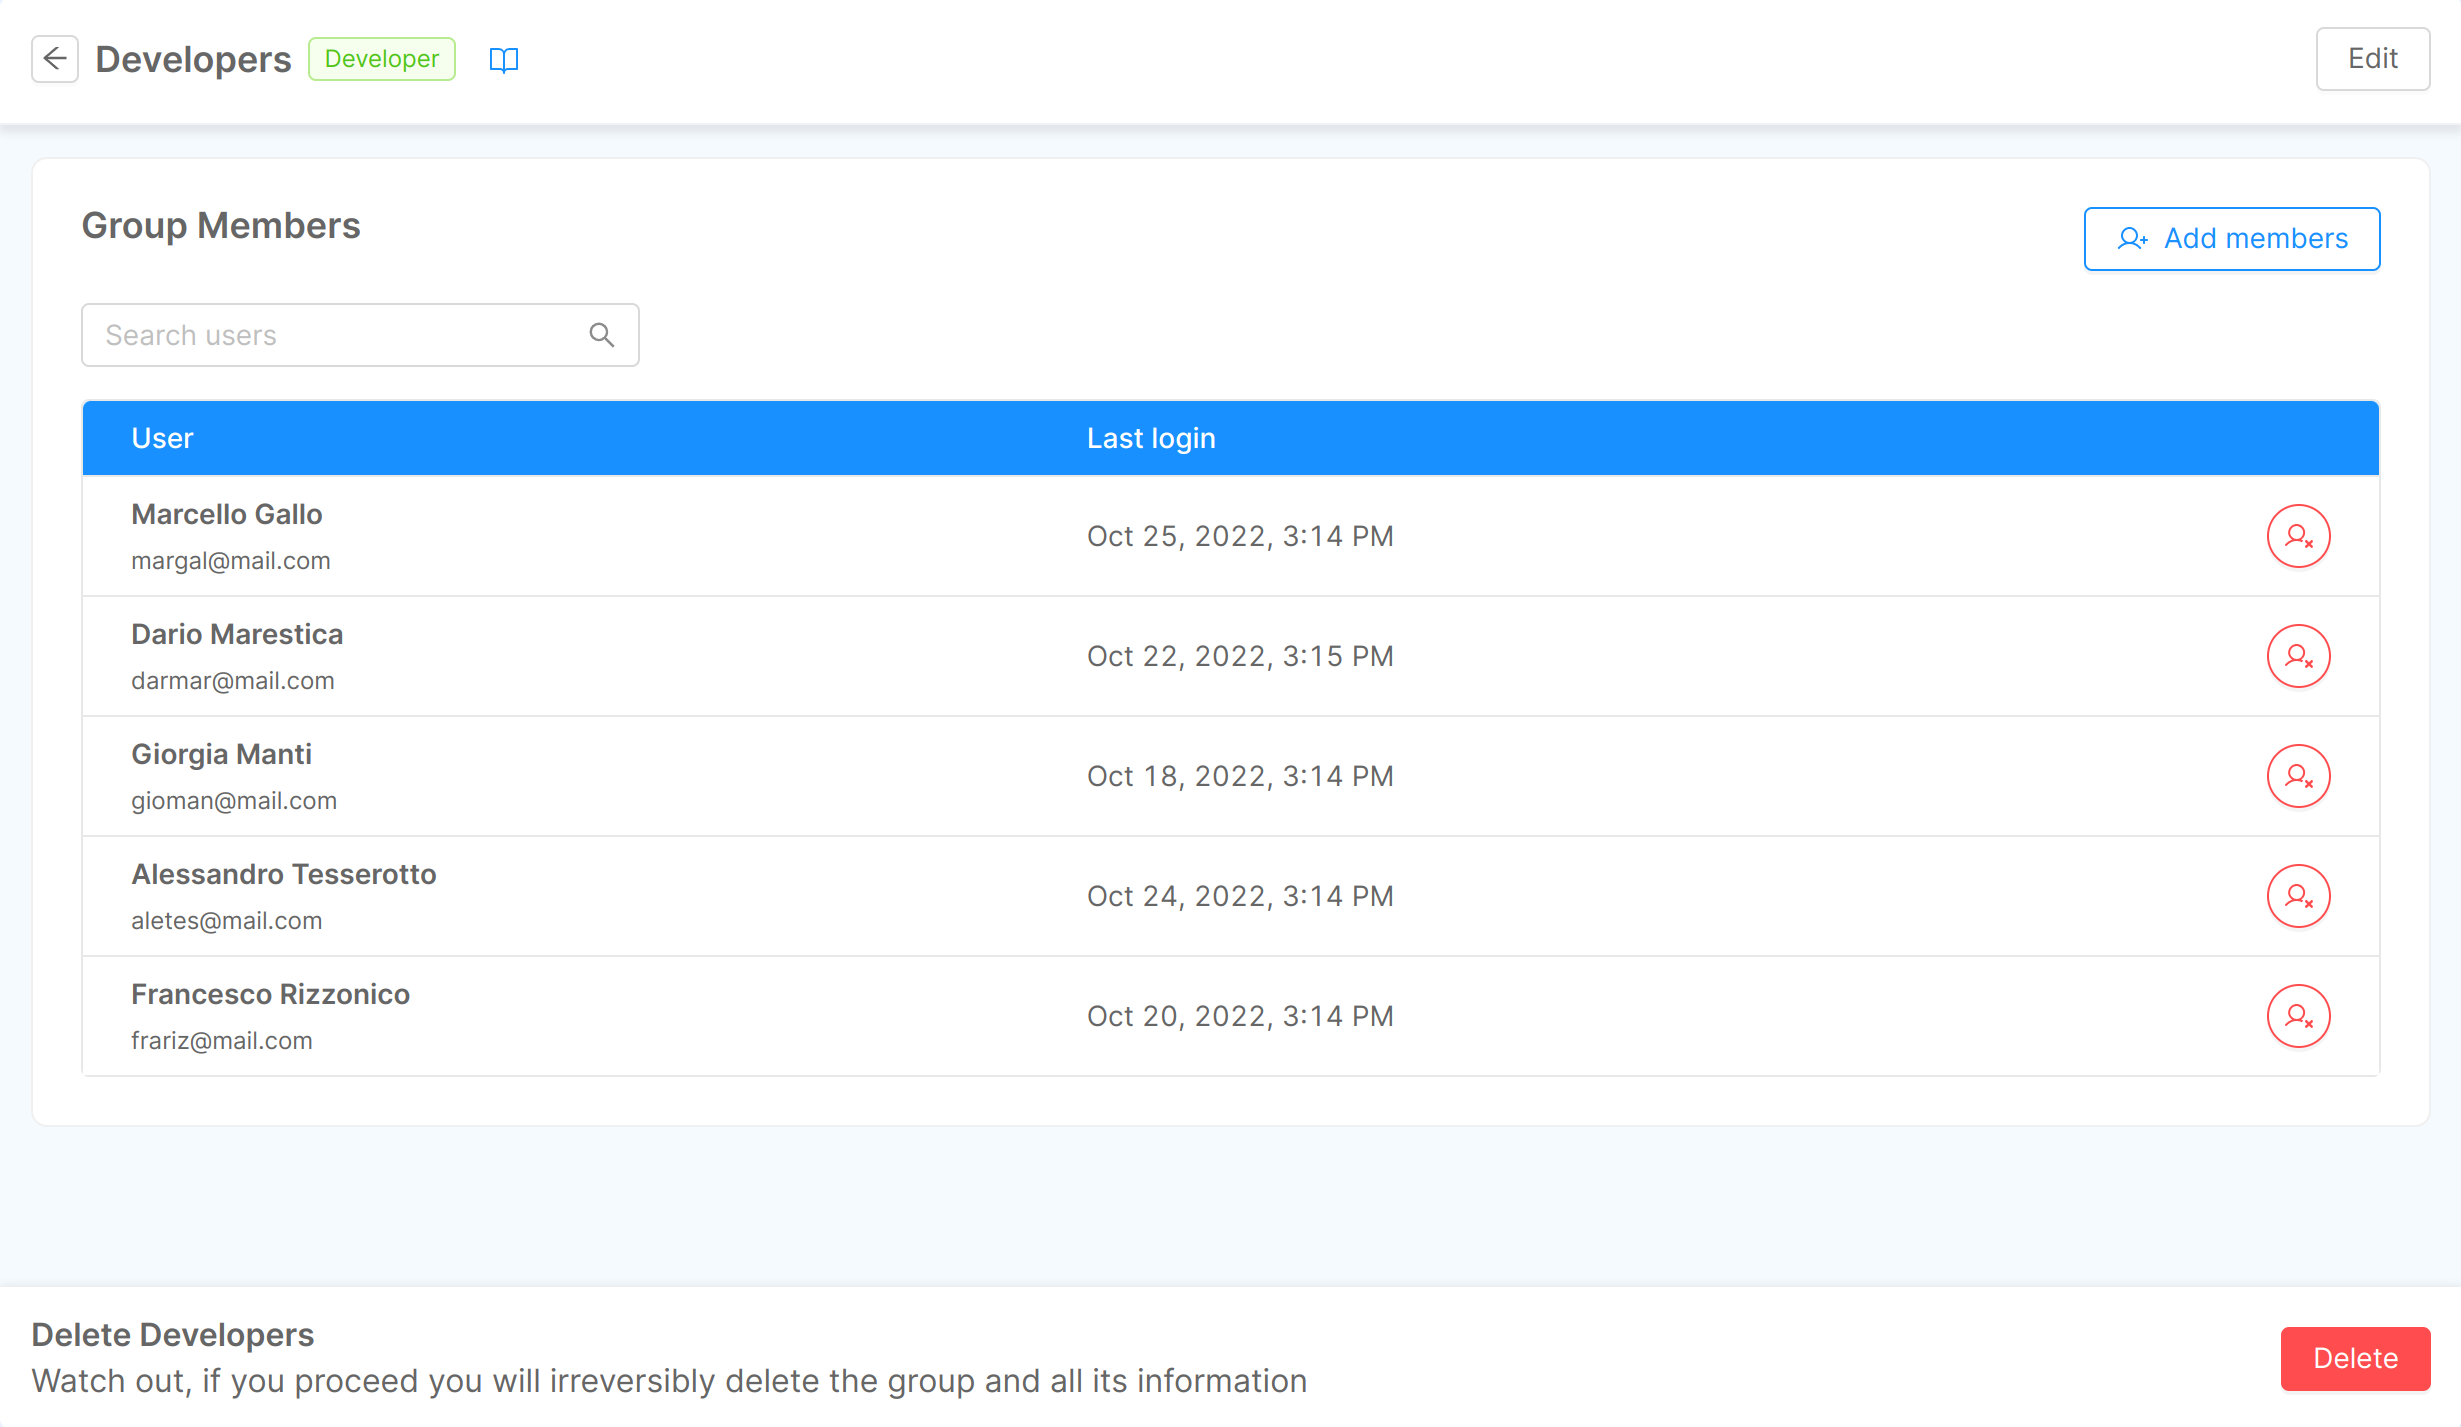 Developers Developer Edit
Group Members
Add members
Search users
User Last login
Marcello Gallo
margal@mail.com
Oct 25, 2022, 3:14 PM
Dario Marestica
darmar@mail.com
Oct 22, 2022, 3:15 PM
Giorgia Manti
gioman@mail.com
Oct 18, 2022, 3:14 PM
Alessandro Tesserotto
aletes@mail.com
Oct 24, 2022, 3:14 PM
Francesco Rizzonico
frariz@mail.com
Oct 20, 2022, 3:14 PM
Delete Developers
Watch out, if you proceed you will irreversibly delete the group and all its information
Delete